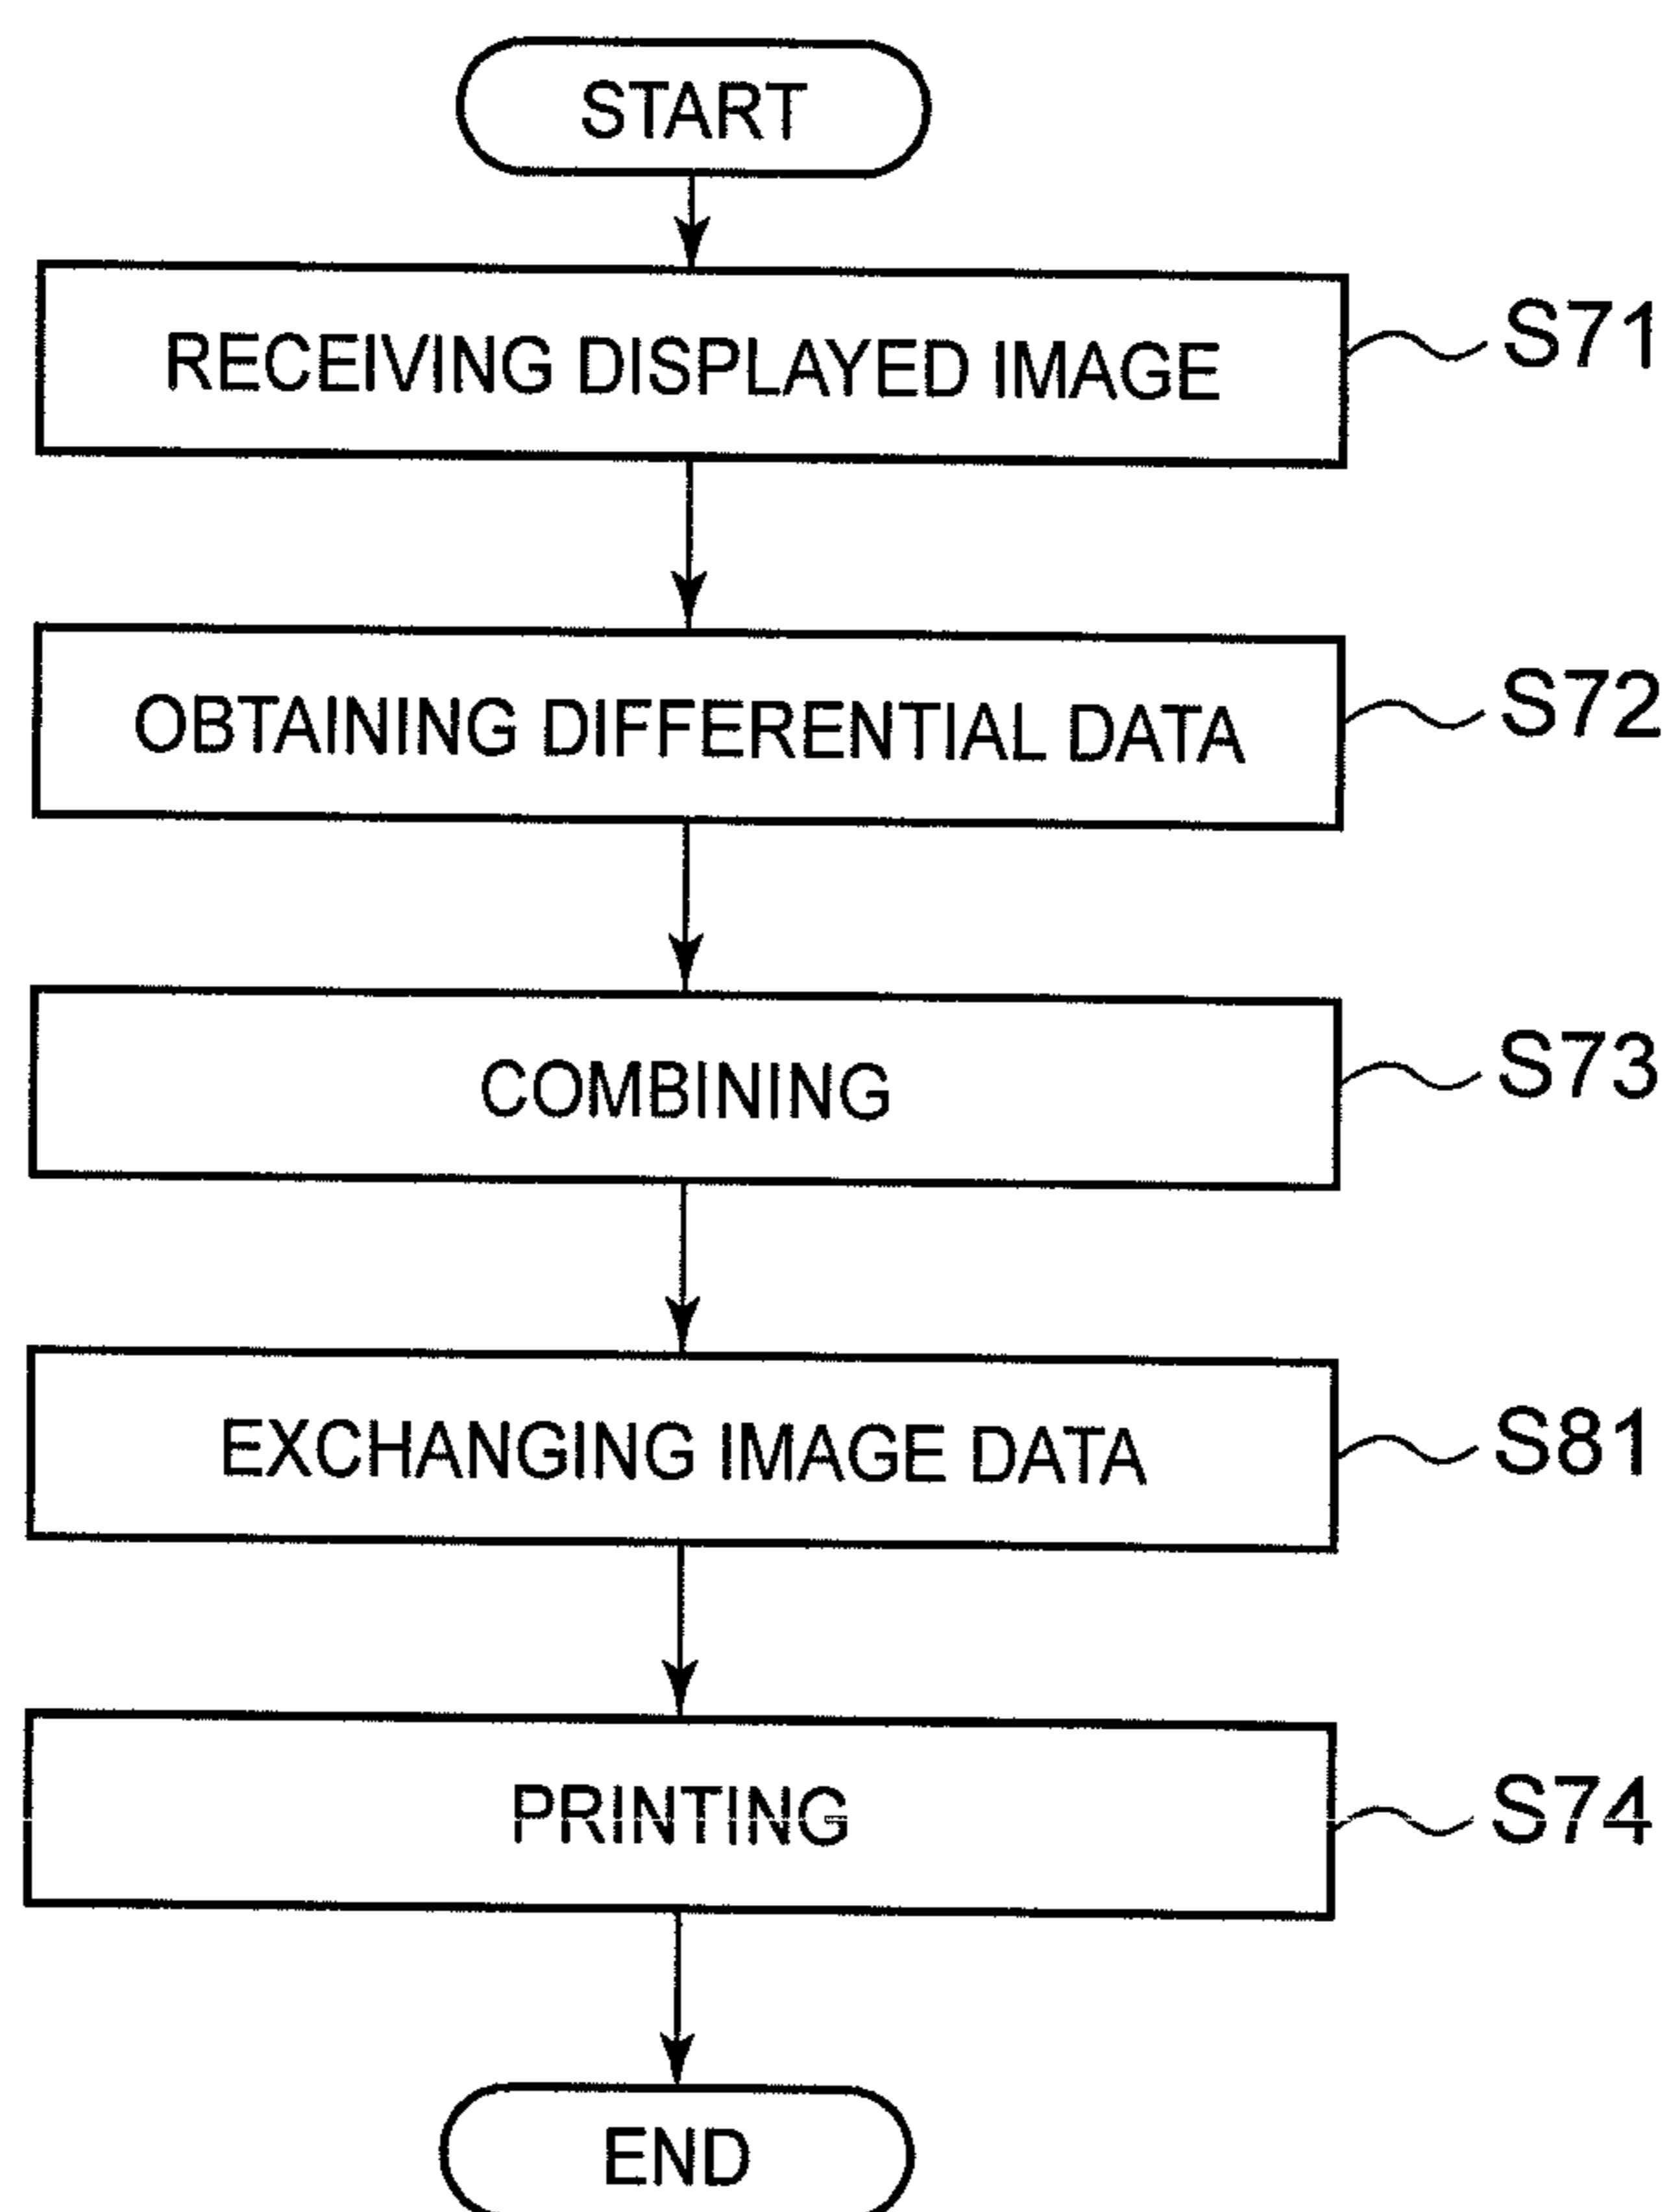 START
RECEIVING DISPLAYED IMAGE
S71
OBTAINING DIFFERENTIAL DATA
S72
COMBINING
S73
EXCHANGING IMAGE DATA
S81
PRINTING
S74
END